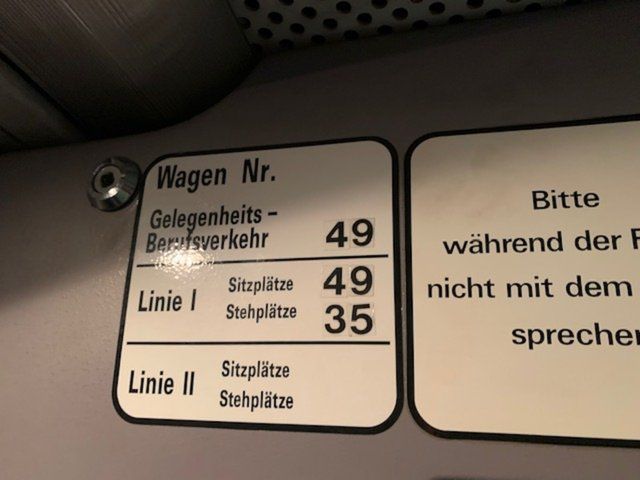 Wagen Nr.
Gelegenheits-
Berufsverkehr 49
Linie I Sitzplätze 49
Stehplätze 35
Linie II Sitzplätze
Stehplätze
Bitte
während der F
nicht mit dem
sprechen